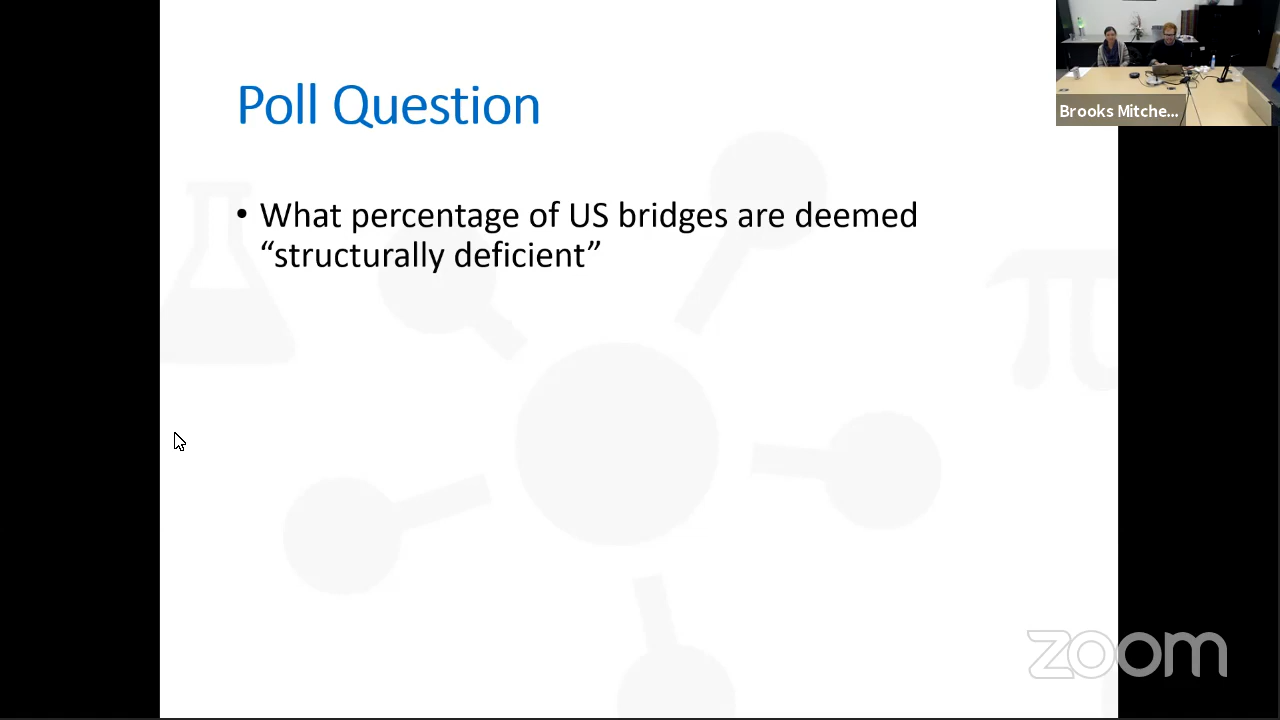 Poll Question
• What percentage of US bridges are deemed
“structurally deficient”
Brooks Mitche...
zoom